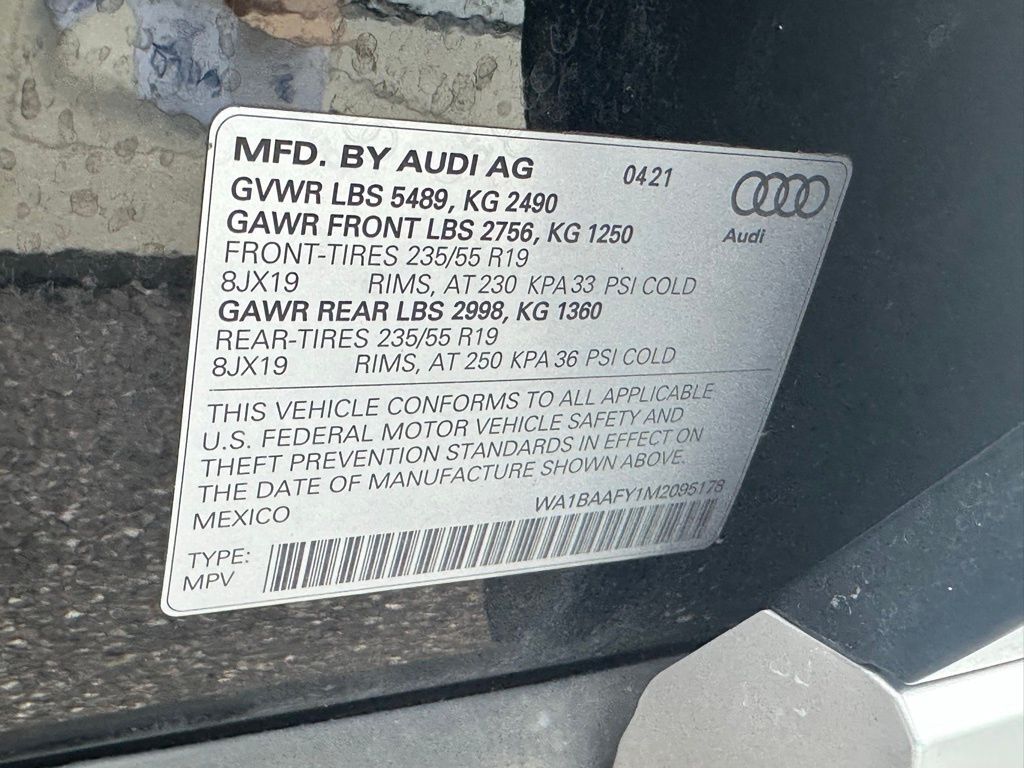 MFD. BY AUDI AG 0421
GVWR LBS 5489, KG 2490
GAWR FRONT LBS 2756, KG 1250
Audi
FRONT-TIRES 235/55 R19
8JX19 RIMS, AT 230 KPA 33 PSI COLD
GAWR REAR LBS 2998, KG 1360
REAR-TIRES 235/55 R19
8JX19 RIMS, AT 250 KPA 36 PSI COLD
THIS VEHICLE CONFORMS TO ALL APPLICABLE
U.S. FEDERAL MOTOR VEHICLE SAFETY AND
THEFT PREVENTION STANDARDS IN EFFECT ON
THE DATE OF MANUFACTURE SHOWN ABOVE.
MEXICO WA1BAAFY1M2095178
TYPE:
MPV